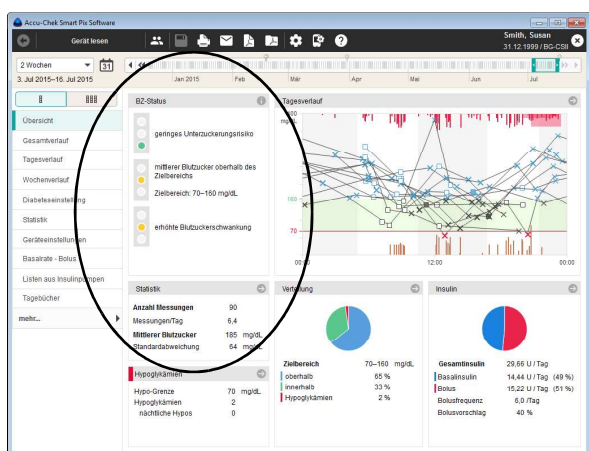 Accu-Chek Smart Pix Software
Gerät lesen
Smith, Susan
31.12.1999 / BG-CSII
2 Wochen
31
3. Jul 2015–16. Jul 2015
Jan 2015 Feb Mär Apr Mai Jun Jul
Übersicht
Gesamtverlauf
Tagesverlauf
Wochenverlauf
Diabeteseinstellung
Statistik
Geräteeinstellungen
Basalrate - Bolus
Listen aus Insulinpumpen
Tagebücher
mehr...
BZ-Status
geringes Unterzuckerungsrisiko
mittlerer Blutzucker oberhalb des
Zielbereichs
Zielbereich: 70–160 mg/dL
erhöhte Blutzuckerschwankung
Tagesverlauf
mg/dL
160
70
00:00 12:00 00:00
Statistik
Anzahl Messungen 90
Messungen/Tag 6,4
Mittlerer Blutzucker 185 mg/dL
Standardabweichung 64 mg/dL
Hypoglykämien
Hypo-Grenze 70 mg/dL
Hypoglykämien 2
nächtliche Hypos 0
Verteilung
Zielbereich 70–160 mg/dL
oberhalb 65 %
innerhalb 33 %
Hypoglykämien 2 %
Insulin
Gesamtinsulin 29,66 U / Tag
Basalinsulin 14,44 U / Tag (49 %)
Bolus 15,22 U / Tag (51 %)
Bolusfrequenz 6,0 /Tag
Bolusvorschlag 40 %